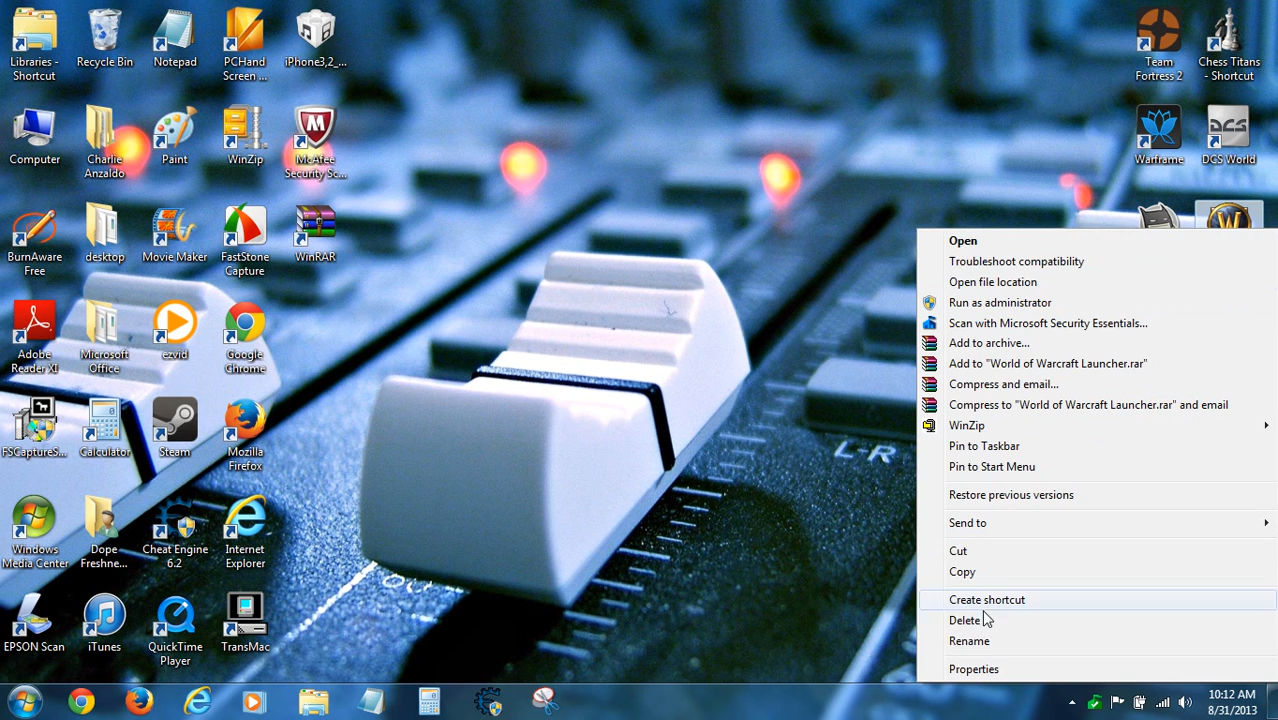 Libraries -
Shortcut
Recycle Bin
Notepad
PCHand
Screen ...
iPhone3,2_...
Team
Fortress 2
Chess Titans
- Shortcut
Computer
Charlie
Anzaldo
Paint
WinZip
McAfee
Security Sc...
Warframe
DCS
DCS World
BurnAware
Free
desktop
Movie Maker
FastStone
Capture
WinRAR
W
Adobe
Reader XI
Microsoft
Office
ezvid
Google
Chrome
FSCaptureS...
Calculator
Steam
Mozilla
Firefox
Windows
Media Center
Dope
Freshne...
Cheat Engine
6.2
Internet
Explorer
EPSON Scan
iTunes
QuickTime
Player
TransMac
L-R
Open
Troubleshoot compatibility
Open file location
Run as administrator
Scan with Microsoft Security Essentials...
Add to archive...
Add to "World of Warcraft Launcher.rar"
Compress and email...
Compress to "World of Warcraft Launcher.rar" and email
WinZip
Pin to Taskbar
Pin to Start Menu
Restore previous versions
Send to
Cut
Copy
Create shortcut
Delete
Rename
Properties
10:12 AM
8/31/2013